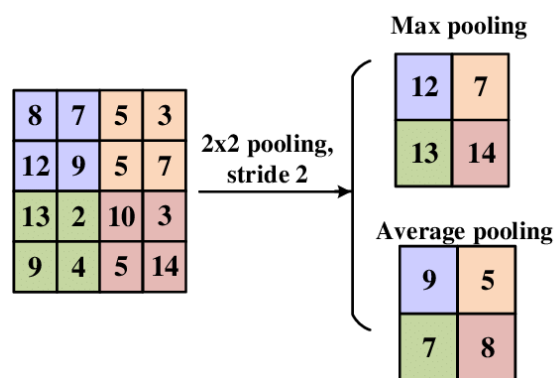 Max pooling
12 7
13 14
8 7 5 3
12 9 5 7
13 2 10 3
9 4 5 14
2x2 pooling,
stride 2
Average pooling
9 5
7 8